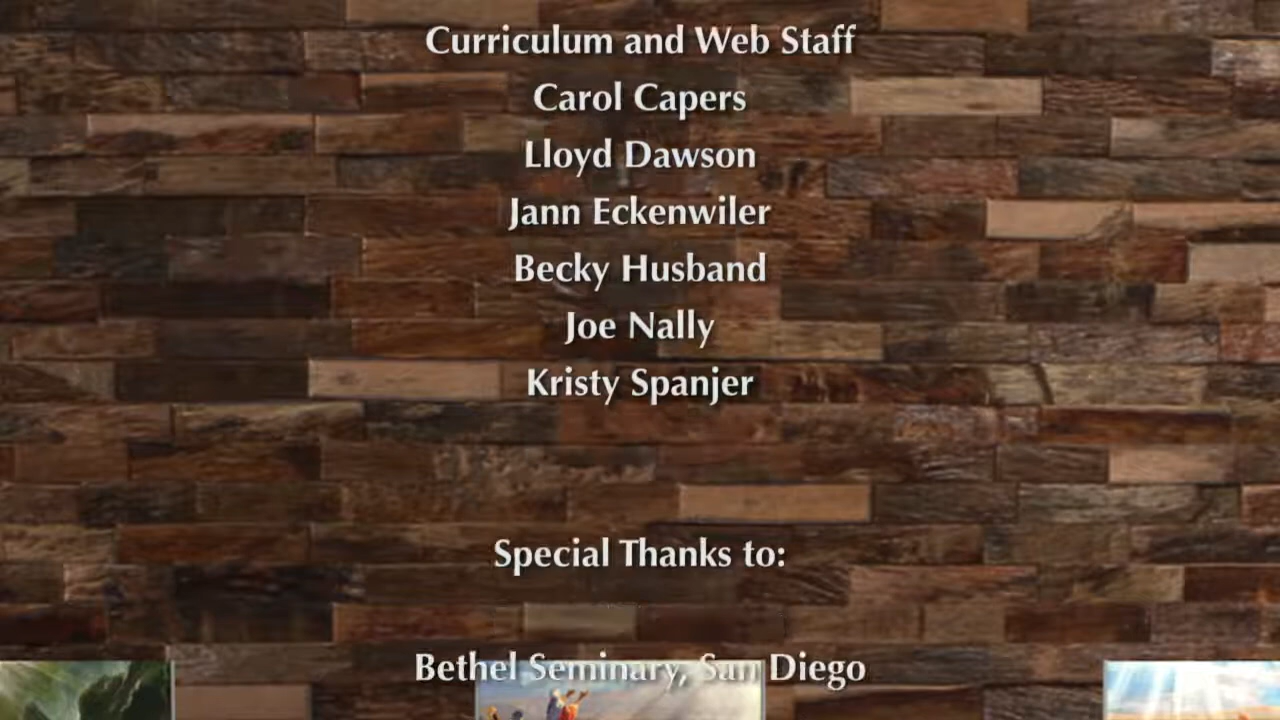 Curriculum and Web Staff
Carol Capers
Lloyd Dawson
Jann Eckenwiler
Becky Husband
Joe Nally
Kristy Spanjer
Special Thanks to:
Bethel Seminary, San Diego